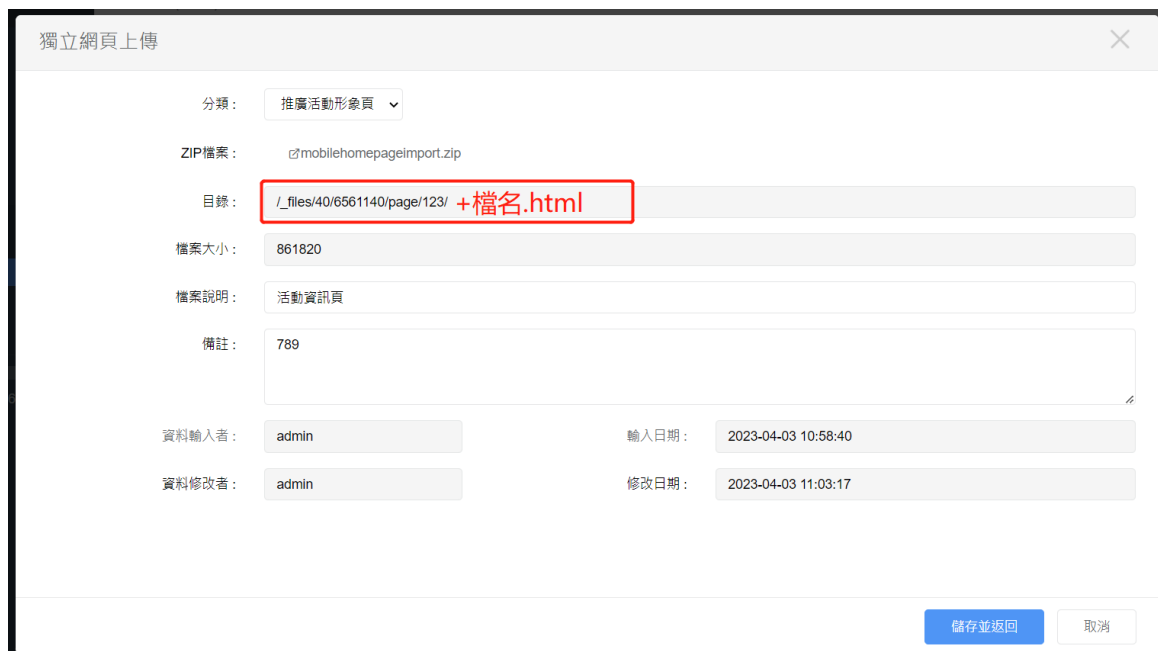 獨立網頁上傳
分類： 推廣活動形象頁
ZIP檔案： mobilehomepageimport.zip
目錄： /_files/40/6561140/page/123/ +檔名.html
檔案大小： 861820
檔案說明： 活動資訊頁
備註： 789
資料輸入者： admin 輸入日期： 2023-04-03 10:58:40
資料修改者： admin 修改日期： 2023-04-03 11:03:17
儲存並返回 取消